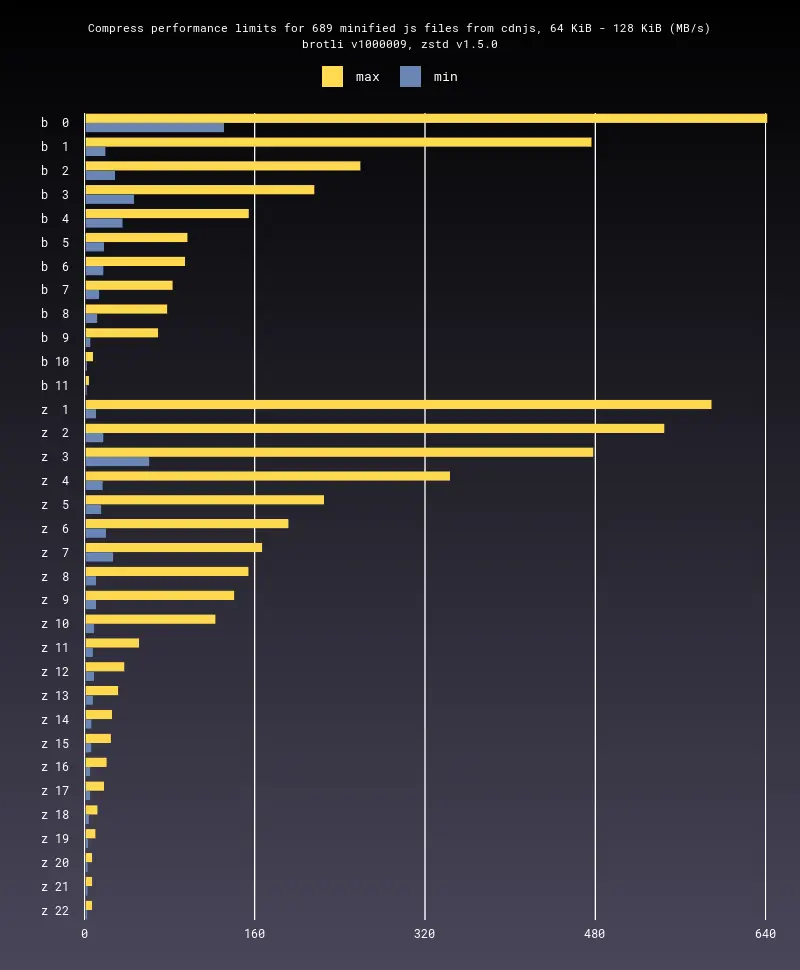 Compress performance limits for 689 minified js files from cdnjs, 64 KiB - 128 KiB (MB/s)
brotli v1000009, zstd v1.5.0
max min
b 0
b 1
b 2
b 3
b 4
b 5
b 6
b 7
b 8
b 9
b 10
b 11
z 1
z 2
z 3
z 4
z 5
z 6
z 7
z 8
z 9
z 10
z 11
z 12
z 13
z 14
z 15
z 16
z 17
z 18
z 19
z 20
z 21
z 22
0 160 320 480 640